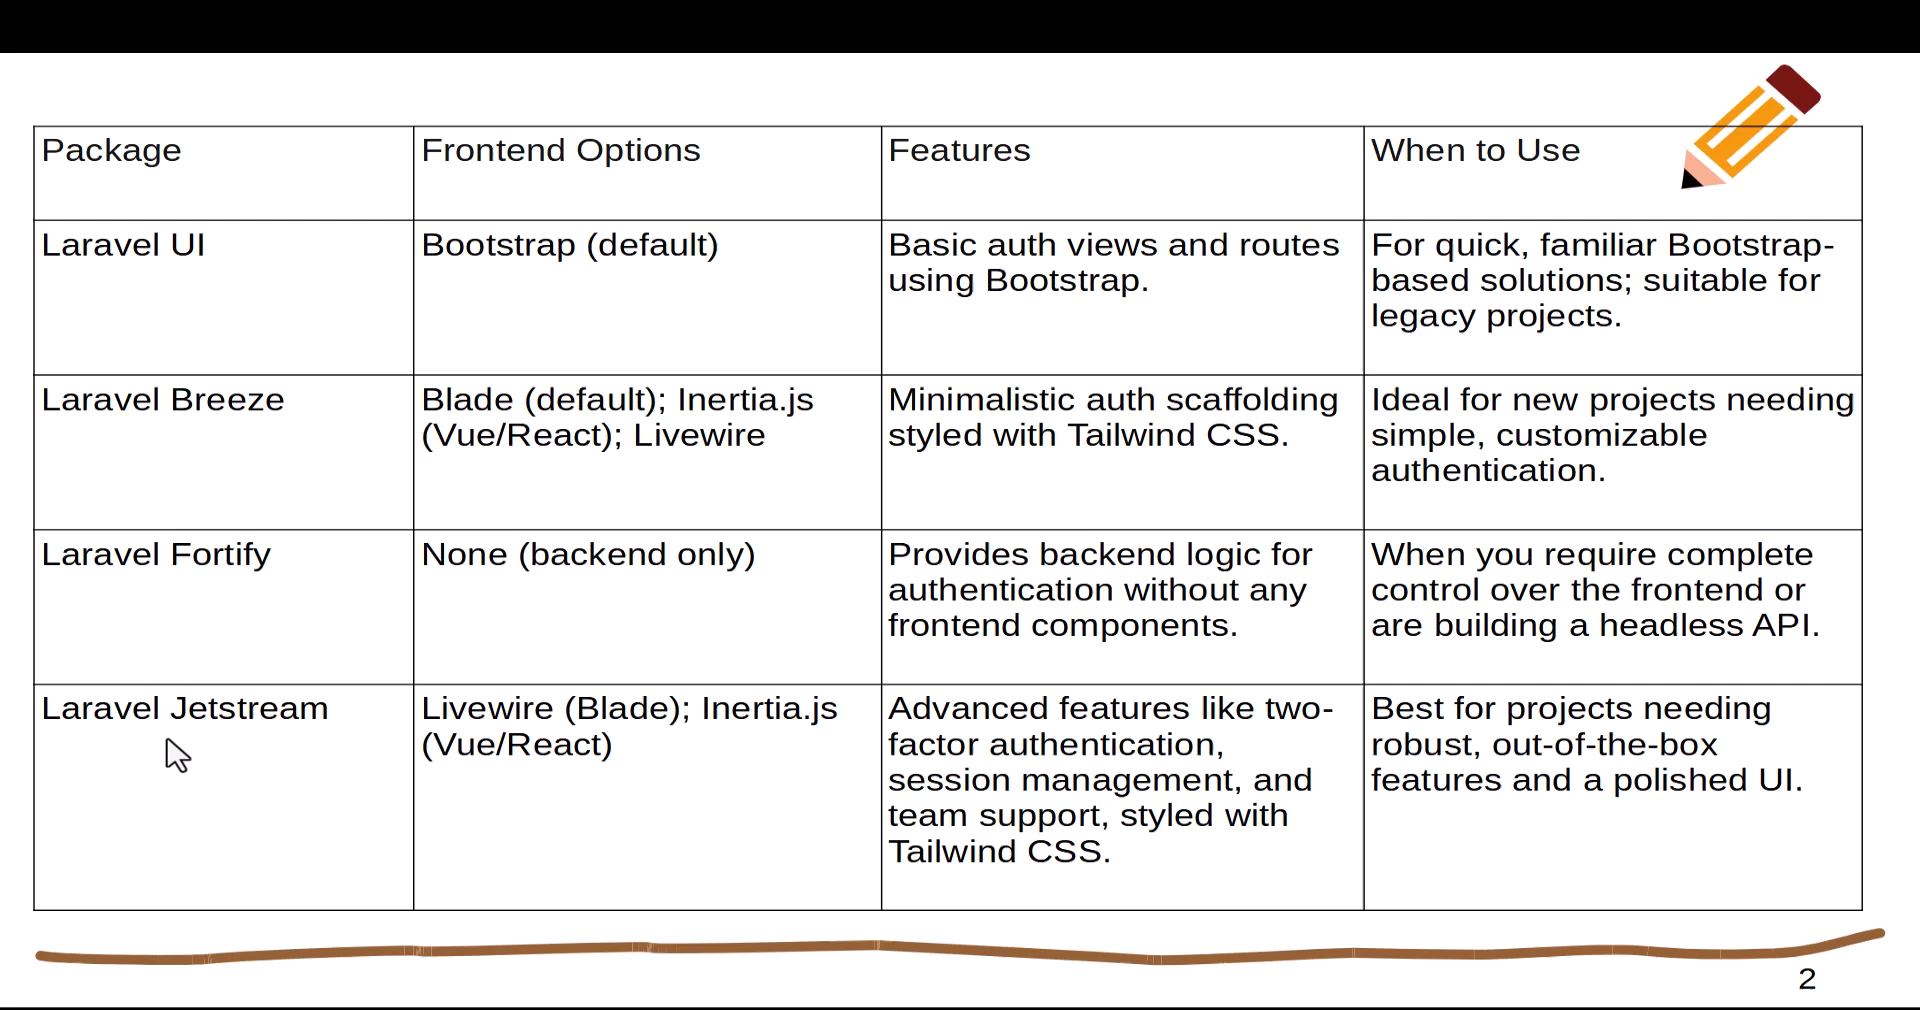 Package
Frontend Options
Features
When to Use
Laravel UI
Bootstrap (default)
Basic auth views and routes
using Bootstrap.
For quick, familiar Bootstrap-
based solutions; suitable for
legacy projects.
Laravel Breeze
Blade (default); Inertia.js
(Vue/React); Livewire
Minimalistic auth scaffolding
styled with Tailwind CSS.
Ideal for new projects needing
simple, customizable
authentication.
Laravel Fortify
None (backend only)
Provides backend logic for
authentication without any
frontend components.
When you require complete
control over the frontend or
are building a headless API.
Laravel Jetstream
Livewire (Blade); Inertia.js
(Vue/React)
Advanced features like two-
factor authentication,
session management, and
team support, styled with
Tailwind CSS.
Best for projects needing
robust, out-of-the-box
features and a polished UI.
2